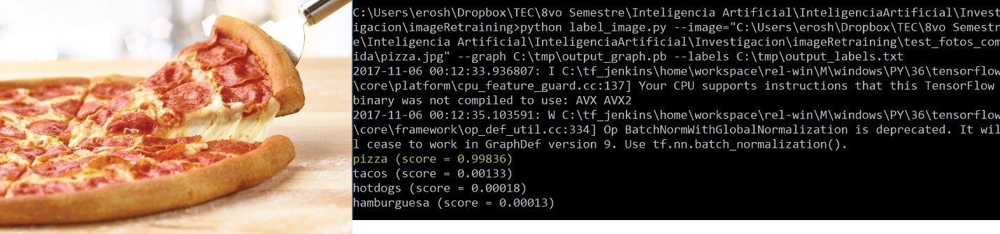 C:\Users\erosh\Dropbox\TEC\8vo Semestre\Inteligencia Artificial\InteligenciaArtificial\Invest
igacion\imageRetraining>python label_image.py --image="C:\Users\erosh\Dropbox\TEC\8vo Semestr
e\Inteligencia Artificial\InteligenciaArtificial\Investigacion\imageRetraining\test_fotos_com
ida\pizza.jpg" --graph C:\tmp\output_graph.pb --labels C:\tmp\output_labels.txt
2017-11-06 00:12:33.936807: I C:\tf_jenkins\home\workspace\rel-win\M\windows\PY\36\tensorflow
\core\platform\cpu_feature_guard.cc:137] Your CPU supports instructions that this TensorFlow
binary was not compiled to use: AVX AVX2
2017-11-06 00:12:35.103591: W C:\tf_jenkins\home\workspace\rel-win\M\windows\PY\36\tensorflow
\core\framework\op_def_util.cc:334] Op BatchNormWithGlobalNormalization is deprecated. It wil
l cease to work in GraphDef version 9. Use tf.nn.batch_normalization().
pizza (score = 0.99836)
tacos (score = 0.00133)
hotdogs (score = 0.00018)
hamburguesa (score = 0.00013)